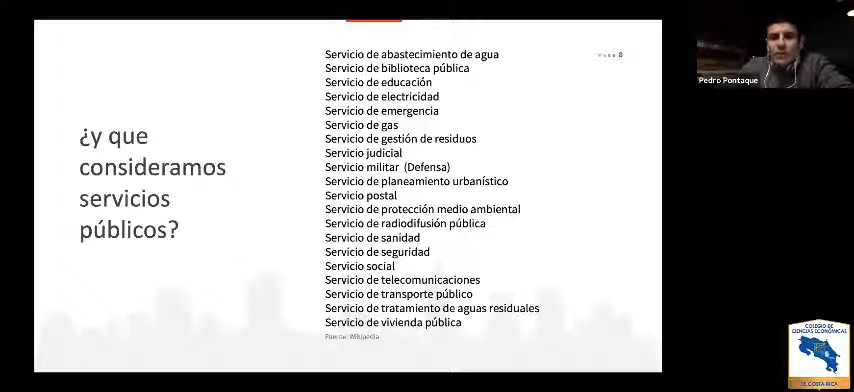 ¿y que
consideramos
servicios
públicos?
Servicio de abastecimiento de agua
Servicio de biblioteca pública
Servicio de educación
Servicio de electricidad
Servicio de emergencia
Servicio de gas
Servicio de gestión de residuos
Servicio judicial
Servicio militar (Defensa)
Servicio de planeamiento urbanístico
Servicio postal
Servicio de protección medio ambiental
Servicio de radiodifusión pública
Servicio de sanidad
Servicio de seguridad
Servicio social
Servicio de telecomunicaciones
Servicio de transporte público
Servicio de tratamiento de aguas residuales
Servicio de vivienda pública
Fuente: Wikipedia
8
Pedro Pontaque
COLEGIO DE
CIENCIAS ECONÓMICAS
DE COSTA RICA